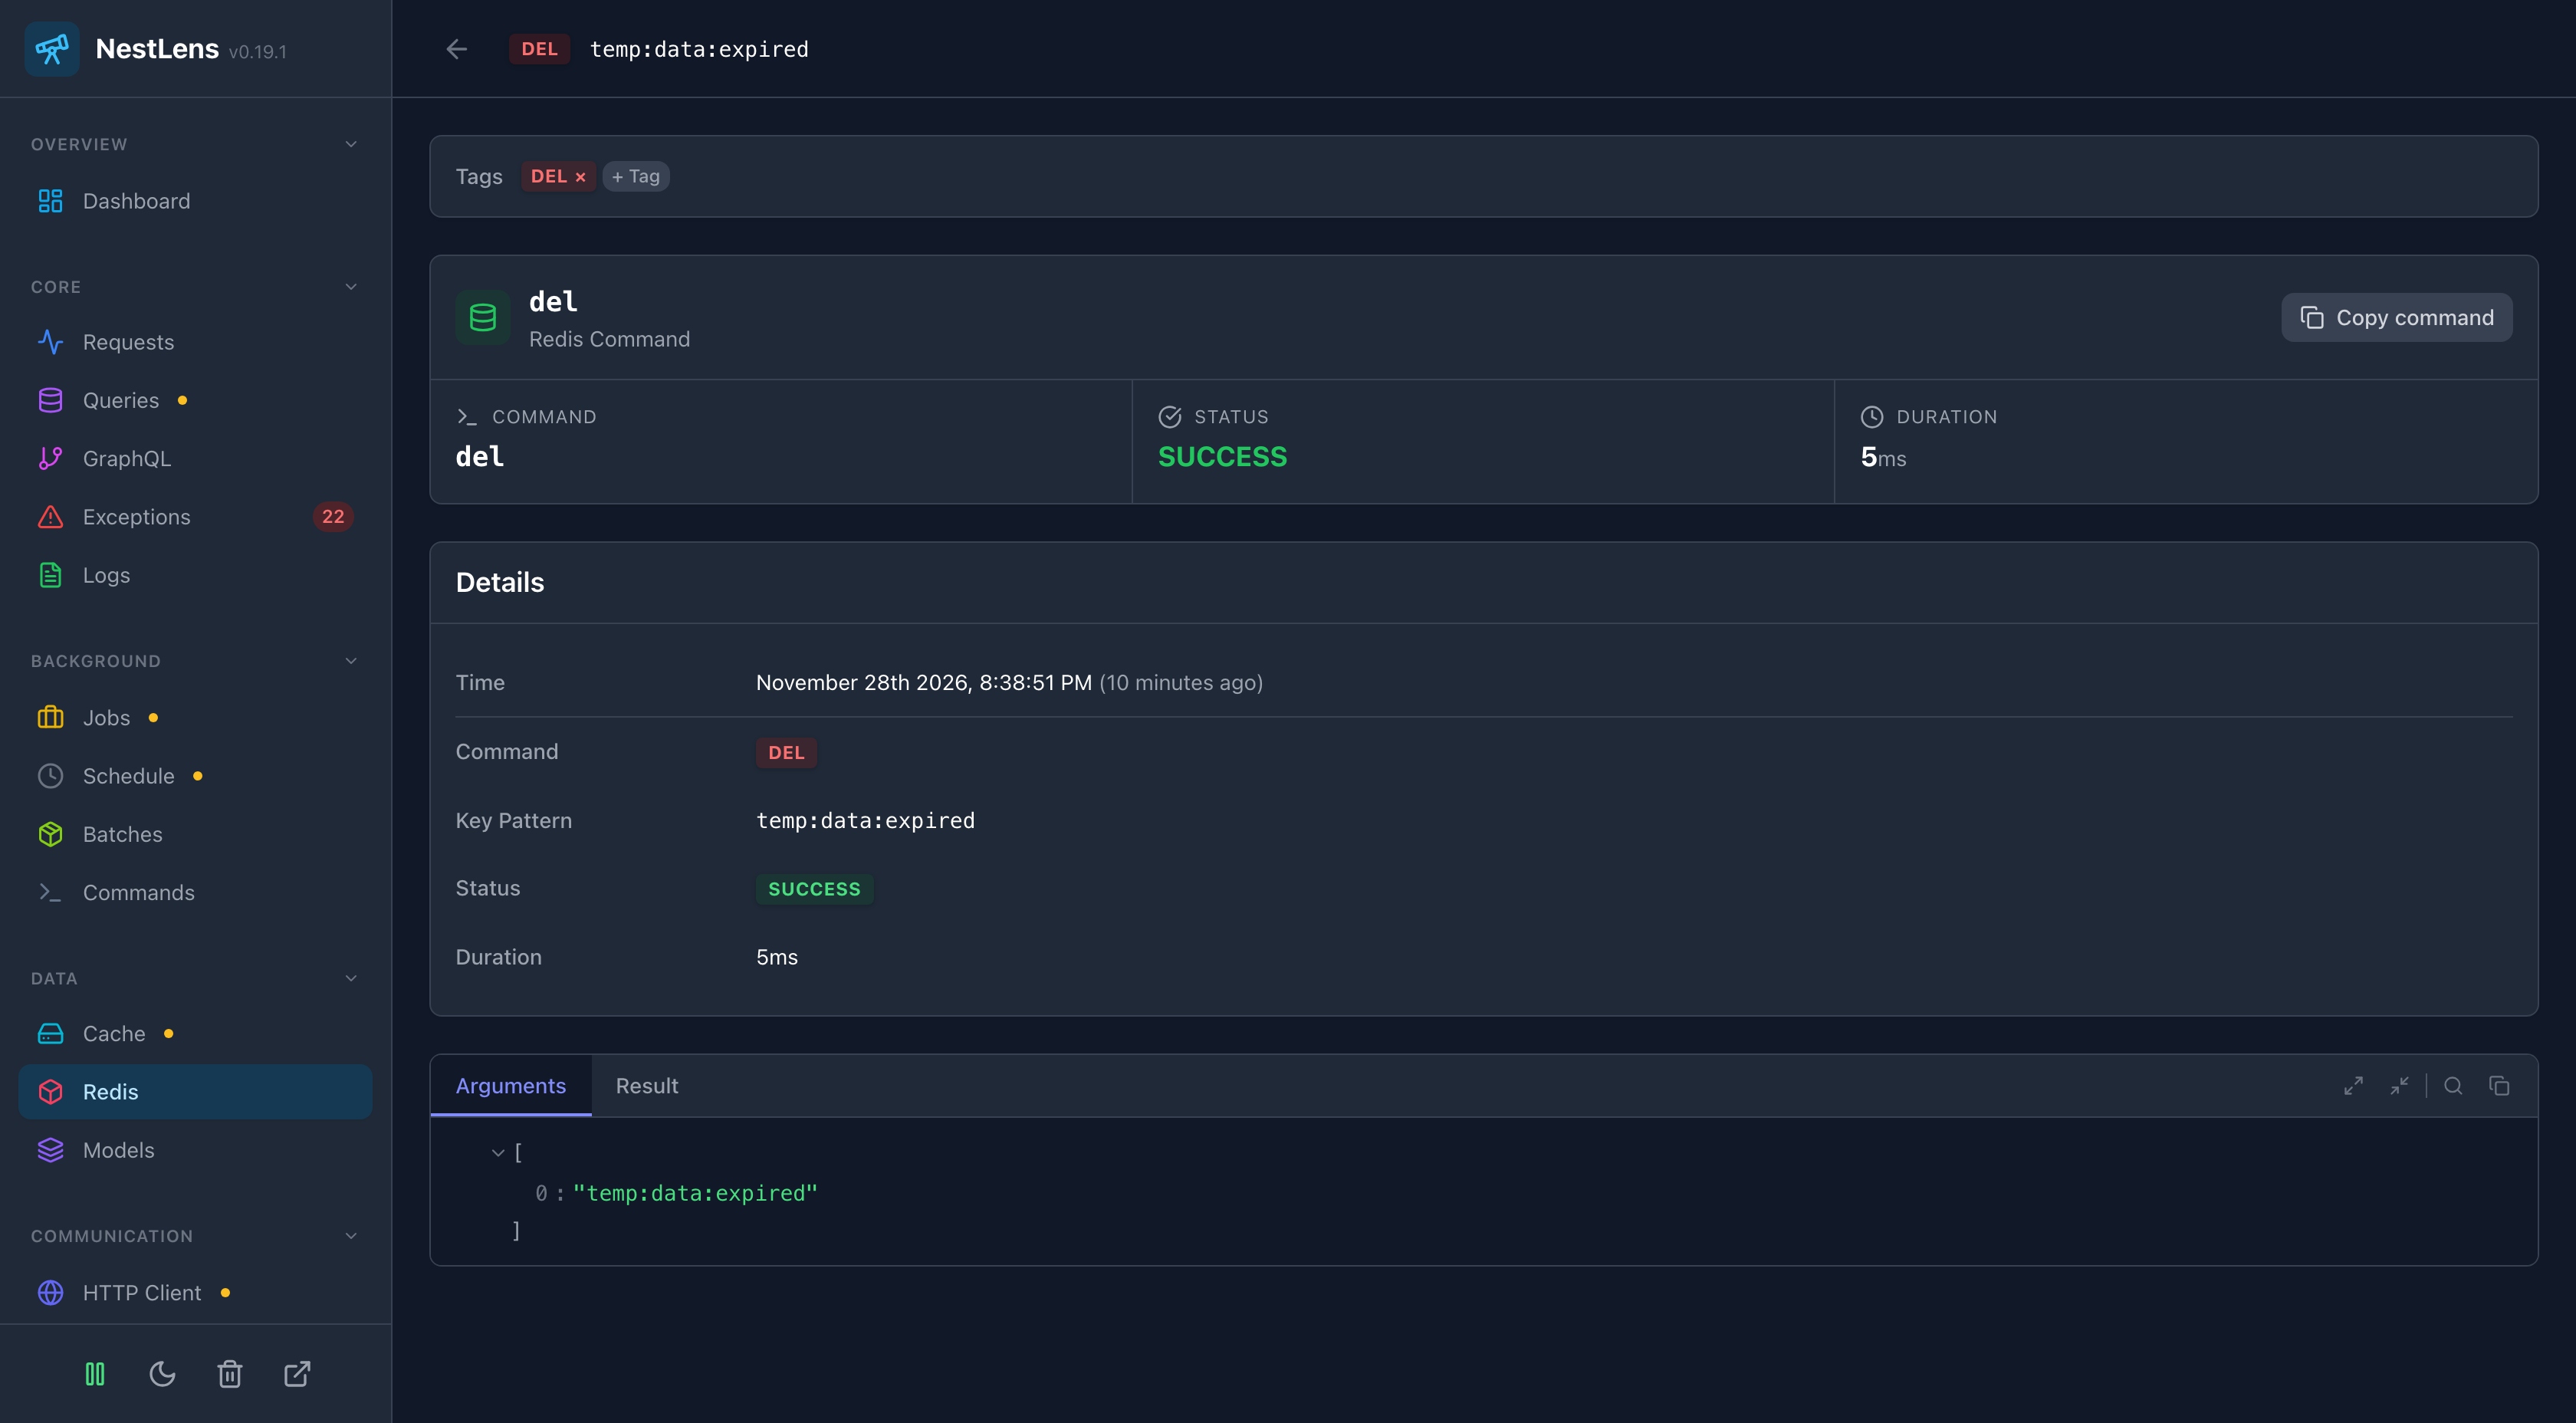 NestLens v0.19.1
OVERVIEW
Dashboard
CORE
Requests
Queries
GraphQL
Exceptions 22
Logs
BACKGROUND
Jobs
Schedule
Batches
Commands
DATA
Cache
Redis
Models
COMMUNICATION
HTTP Client
DEL temp:data:expired
Tags DEL × + Tag
del
Redis Command
Copy command
COMMAND
del
STATUS
SUCCESS
DURATION
5ms
Details
Time November 28th 2026, 8:38:51 PM (10 minutes ago)
Command DEL
Key Pattern temp:data:expired
Status SUCCESS
Duration 5ms
Arguments Result
[
0 : "temp:data:expired"
]